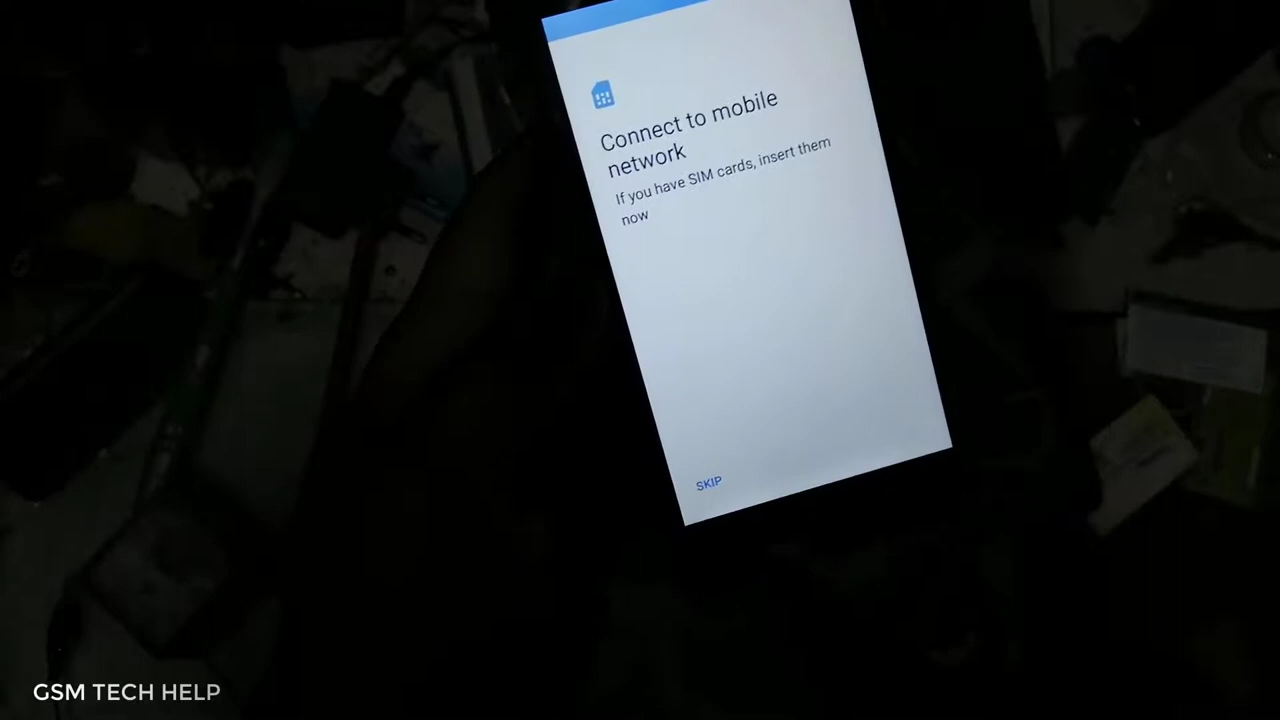 Connect to mobile
network
If you have SIM cards, insert them
now
SKIP
GSM TECH HELP